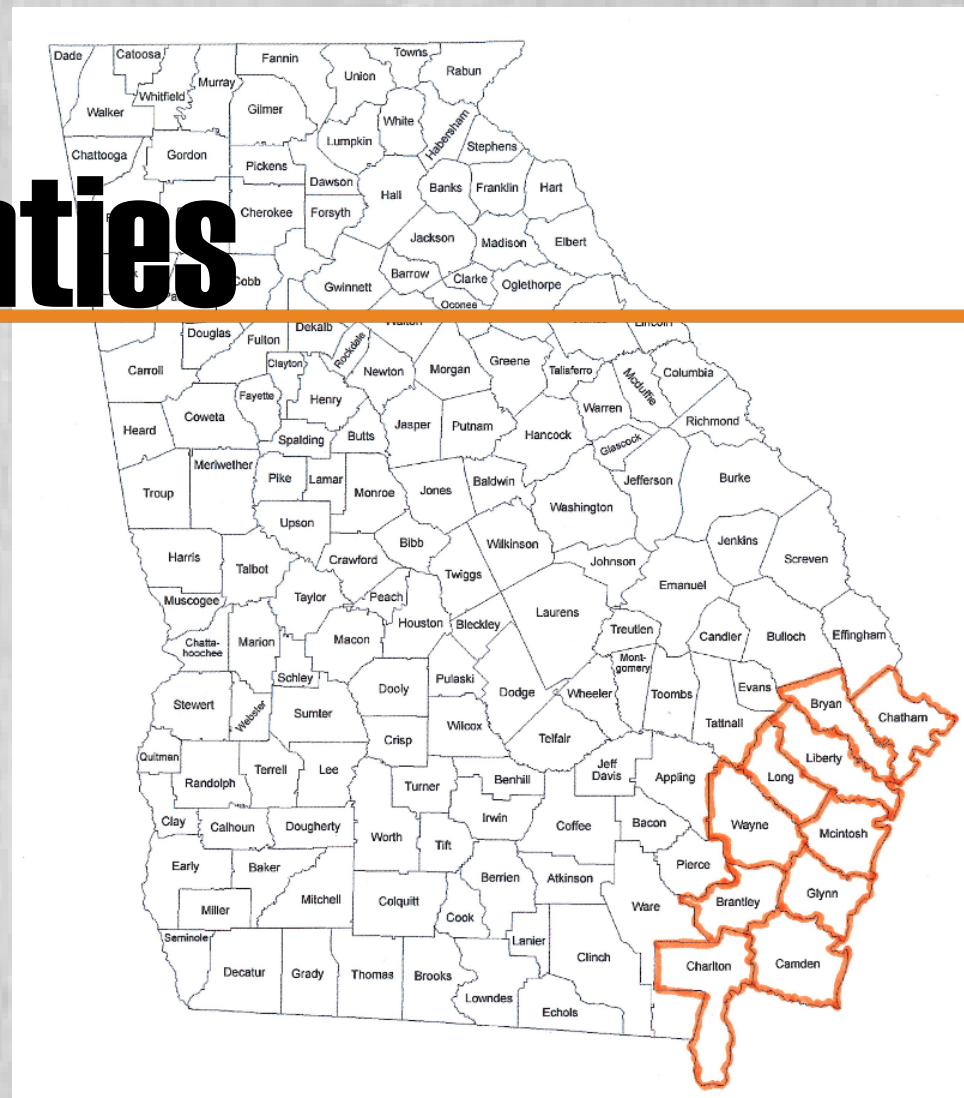 Dade
Catoosa
Fannin
Towns
Rabun
Union
Murray
Whitfield
Walker
Gilmer
White
Habersham
Lumpkin
Stephens
Chattooga
Gordon
Pickens
Dawson
Hall
Banks
Franklin
Hart
nties
Cherokee
Forsyth
Jackson
Madison
Elbert
Cobb
Gwinnett
Barrow
Clarke
Oglethorpe
Oconee
Walton
Lincoln
Douglas
Fulton
Dekalb
Rockdale
Carroll
Clayton
Newton
Morgan
Greene
Taliaferro
Mcduffie
Columbia
Fayette
Henry
Warren
Richmond
Coweta
Heard
Spalding
Butts
Jasper
Putnam
Hancock
Glascock
Meriwether
Troup
Pike
Lamar
Monroe
Jones
Baldwin
Washington
Jefferson
Burke
Upson
Harris
Talbot
Crawford
Bibb
Wilkinson
Twiggs
Johnson
Jenkins
Screven
Emanuel
Muscogee
Taylor
Peach
Houston
Bleckley
Laurens
Treutlen
Candler
Bulloch
Effingham
Chatta-
hoochee
Marion
Macon
Schley
Dooly
Pulaski
Dodge
Wheeler
Mont-
gomery
Toombs
Evans
Tattnall
Bryan
Chatham
Stewert
Webster
Sumter
Crisp
Wilcox
Telfair
Liberty
Quitman
Randolph
Terrell
Lee
Turner
Benhill
Jeff
Davis
Appling
Long
Clay
Calhoun
Dougherty
Worth
Tift
Irwin
Coffee
Bacon
Wayne
Mcintosh
Early
Baker
Miller
Mitchell
Colquitt
Berrien
Atkinson
Pierce
Ware
Brantley
Glynn
Cook
Seminole
Decatur
Grady
Thomas
Brooks
Lanier
Clinch
Lowndes
Echols
Charlton
Camden